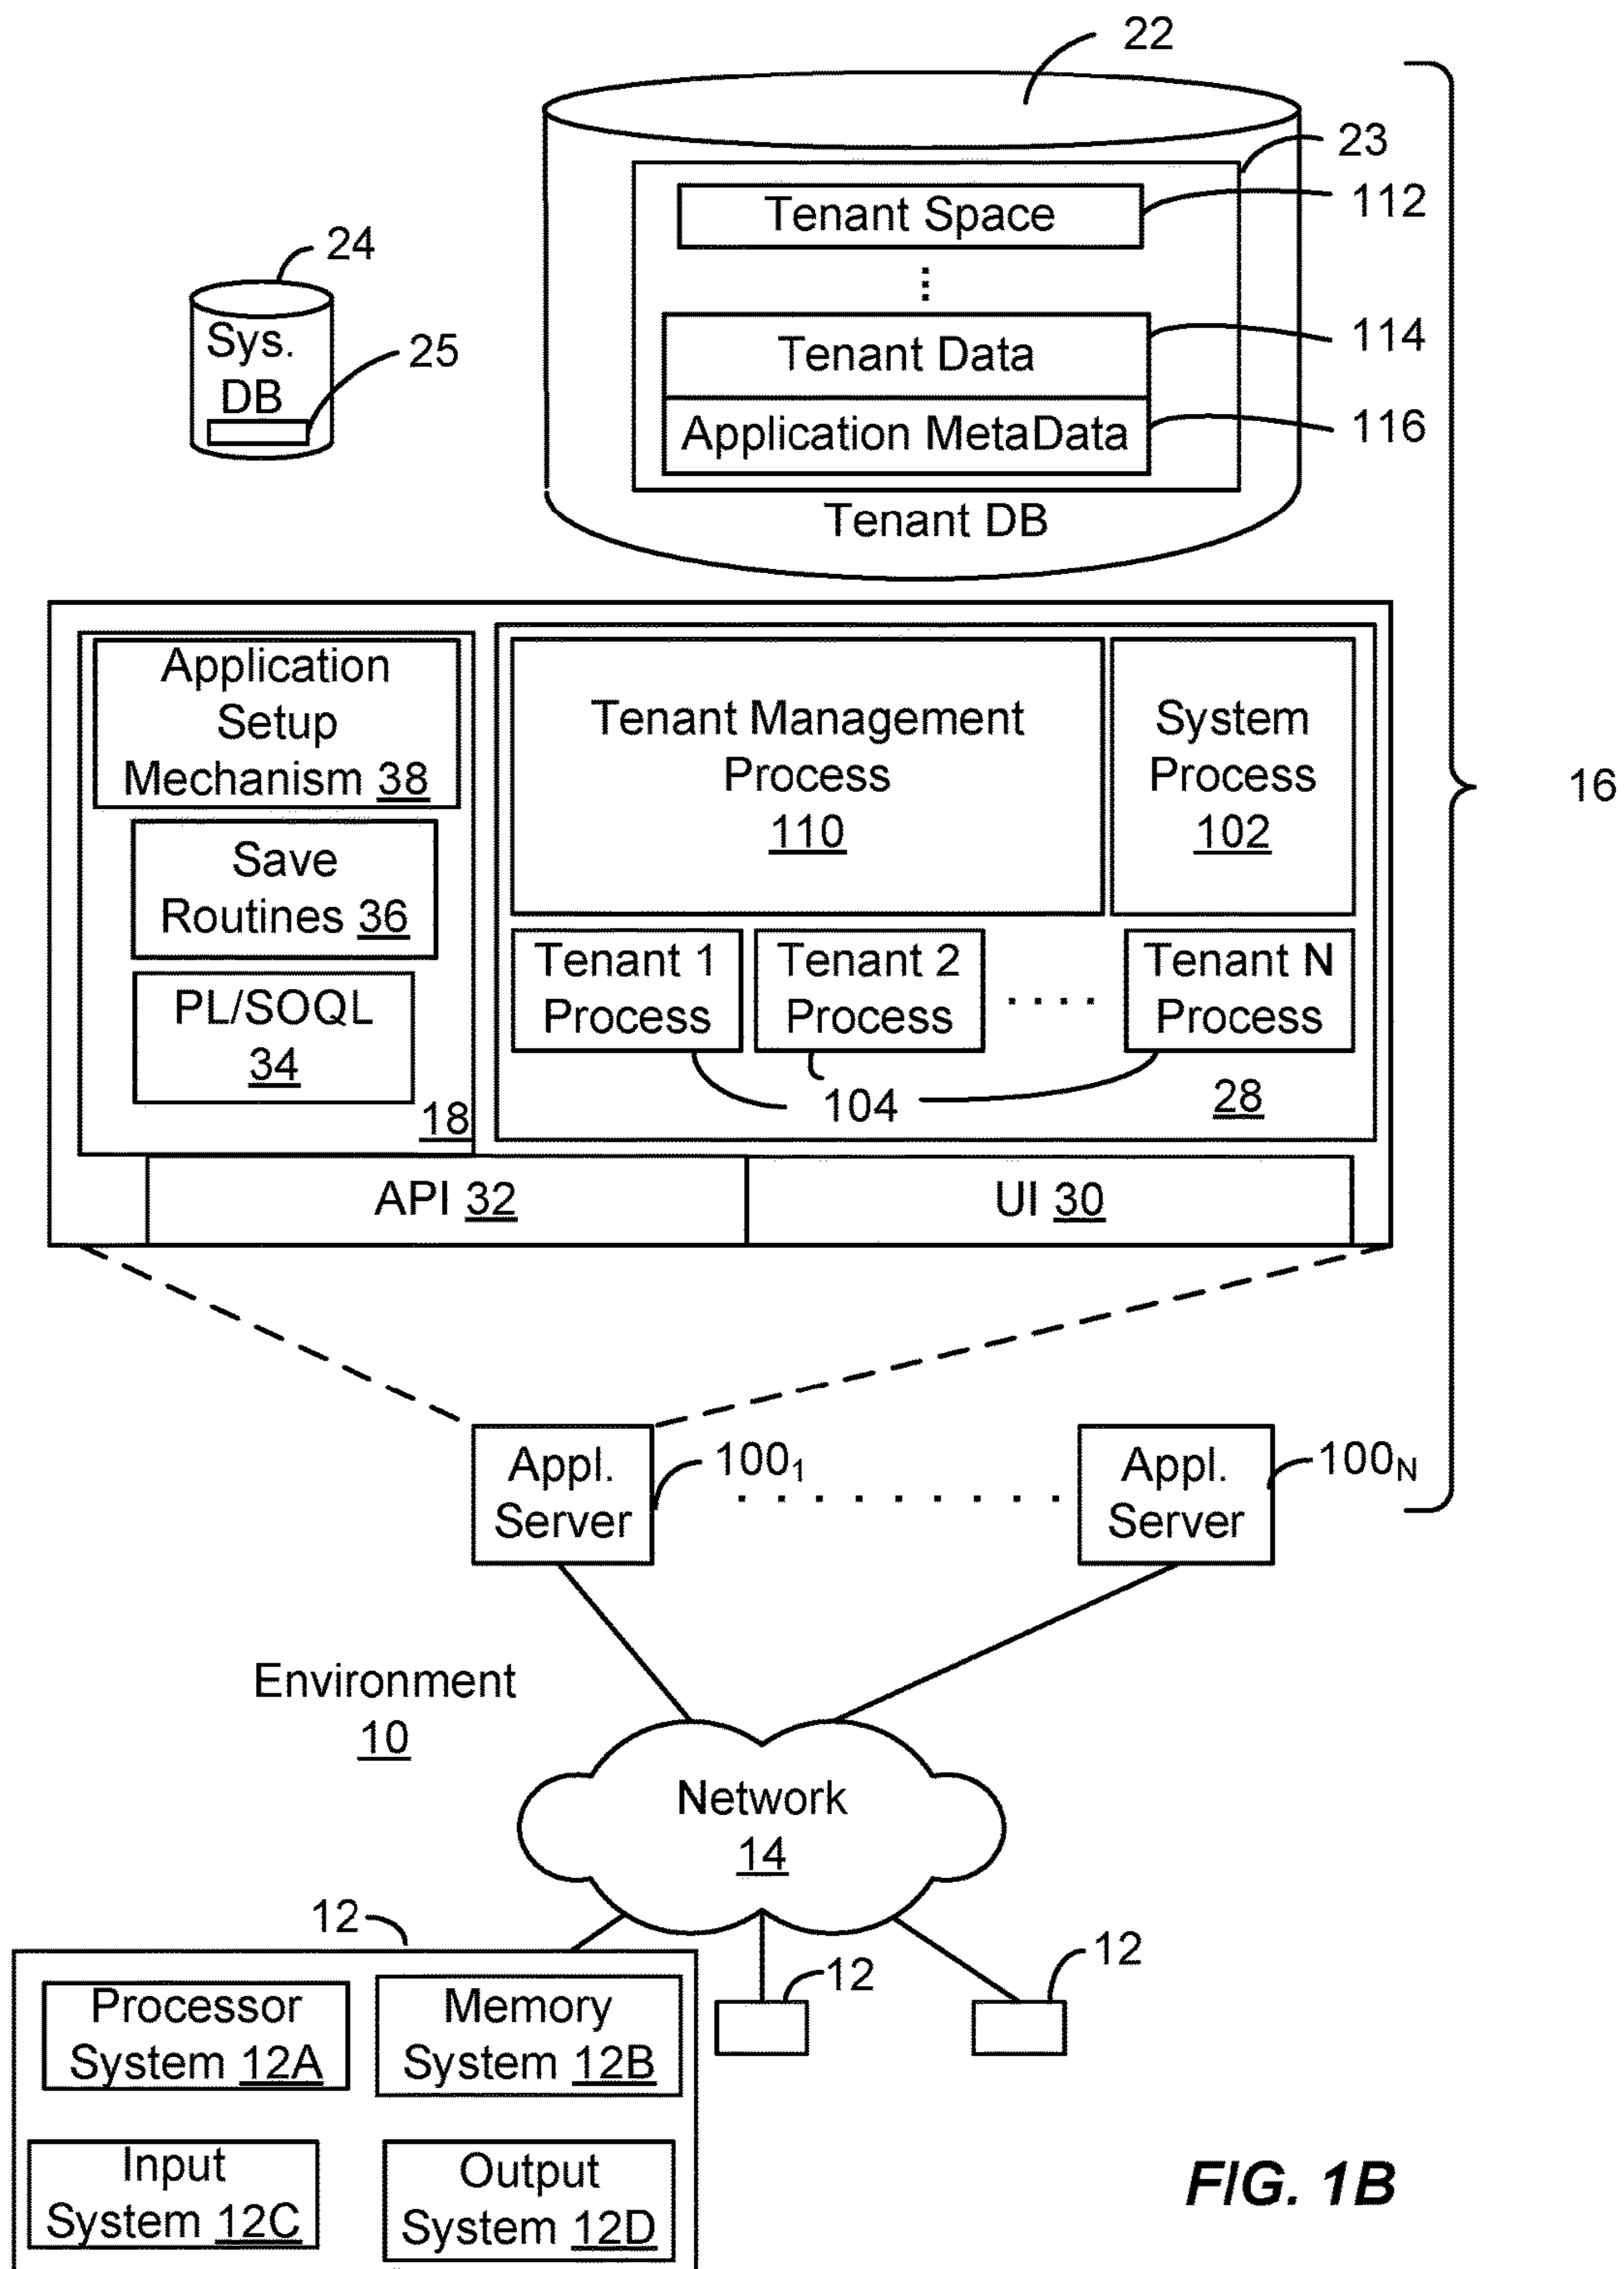 22
23
Tenant Space
112
24
Sys.
DB
25
Tenant Data
114
Application MetaData
116
Tenant DB
16
Application
Setup
Mechanism 38
Tenant Management
Process
110
System
Process
102
Save
Routines 36
PL/SOQL
34
18
Tenant 1
Process
Tenant 2
Process
Tenant N
Process
104
28
API 32
UI 30
Appl.
Server
100₁
Appl.
Server
100N
Environment
10
Network
14
12
12
12
Processor
System 12A
Memory
System 12B
Input
System 12C
Output
System 12D
FIG. 1B